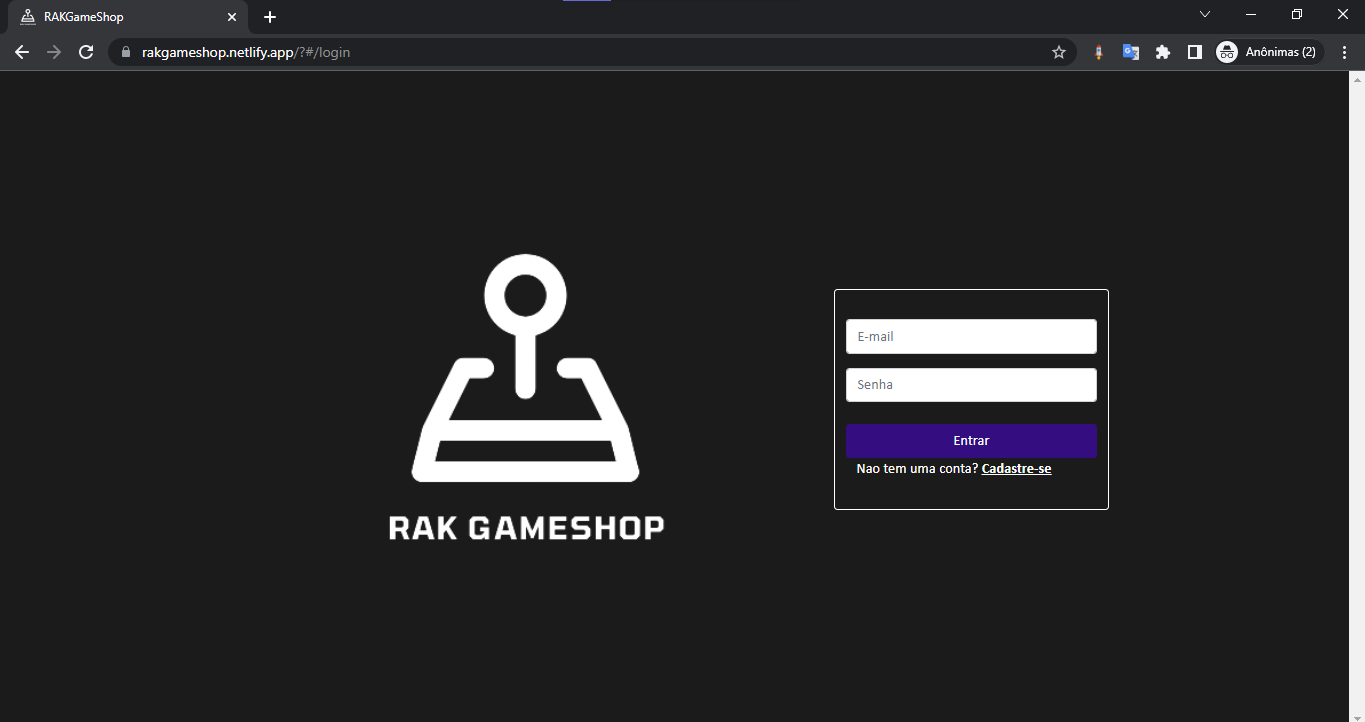 RAKGameShop
rakgameshop.netlify.app/?#/login
Anônimas (2)
RAK GAMESHOP
E-mail
Senha
Entrar
Nao tem uma conta? Cadastre-se